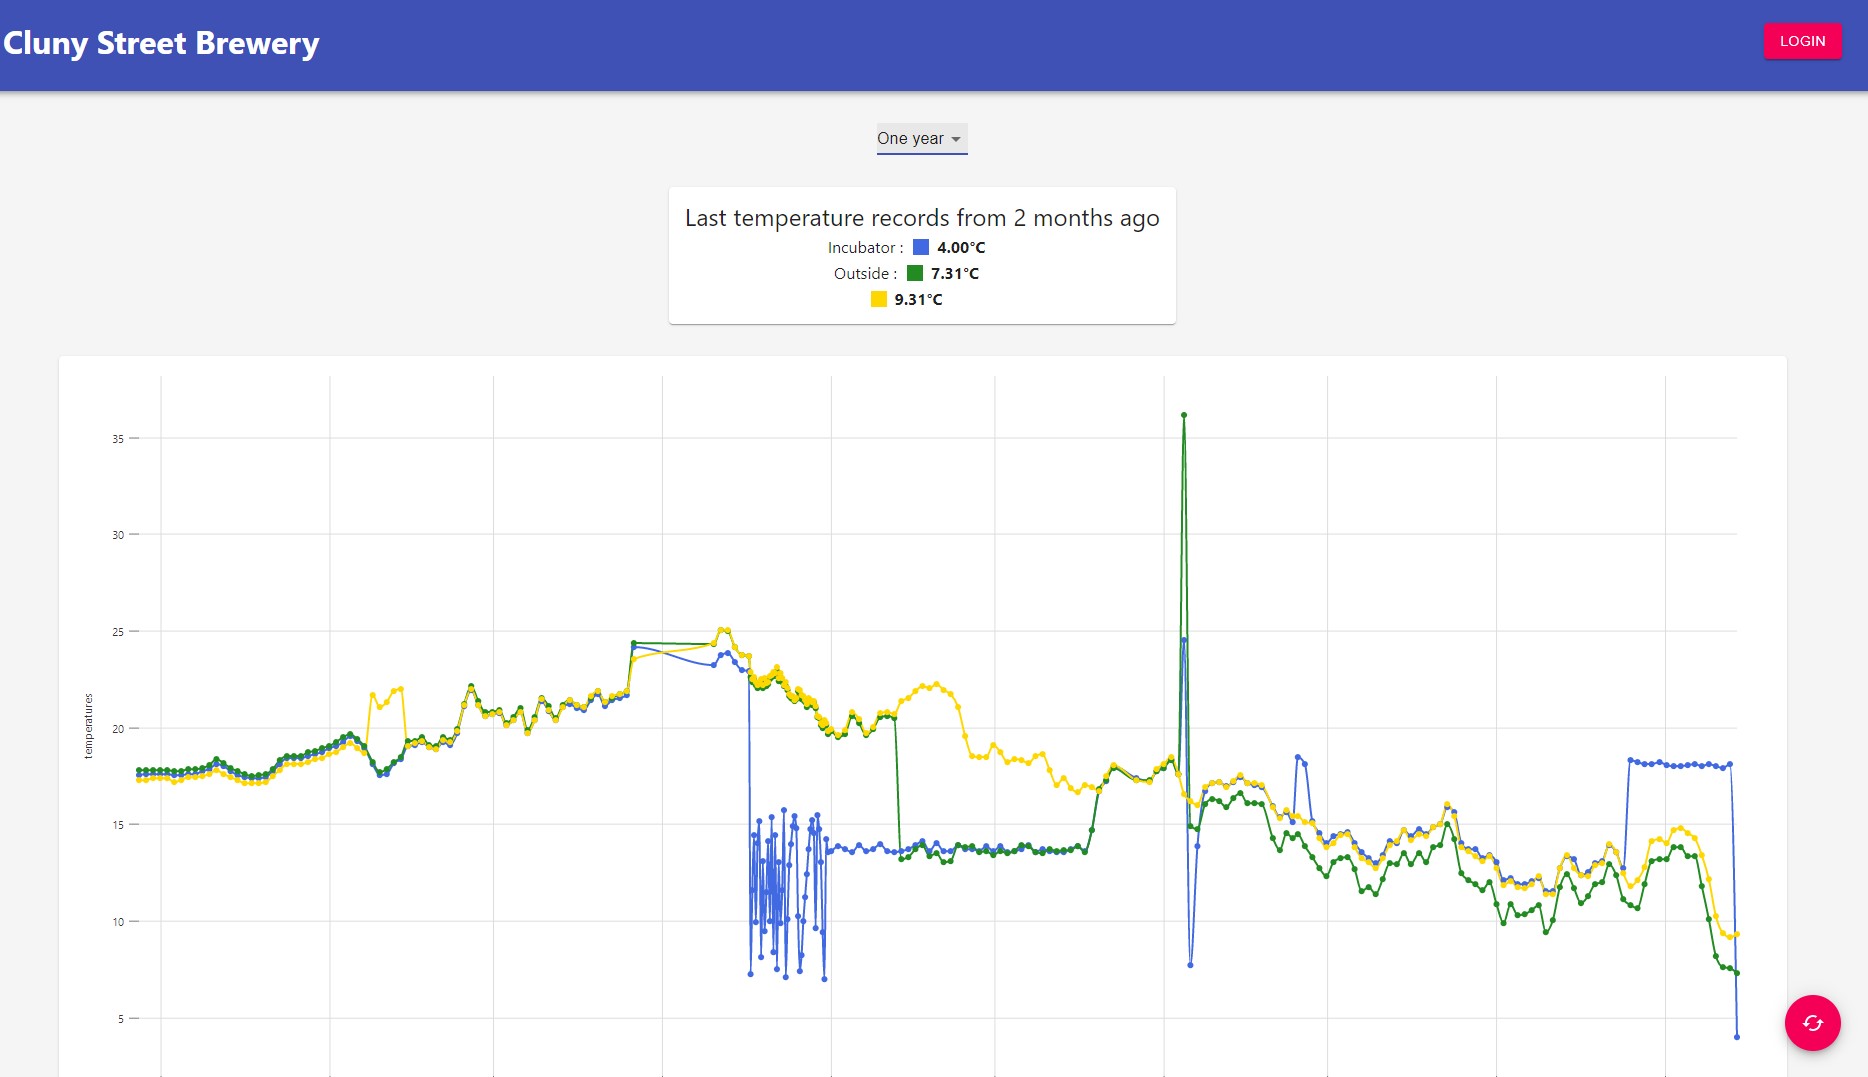 Cluny Street Brewery
LOGIN
One year
Last temperature records from 2 months ago
Incubator : 4.00°C
Outside : 7.31°C
9.31°C
35
30
25
20
temperatures
15
10
5